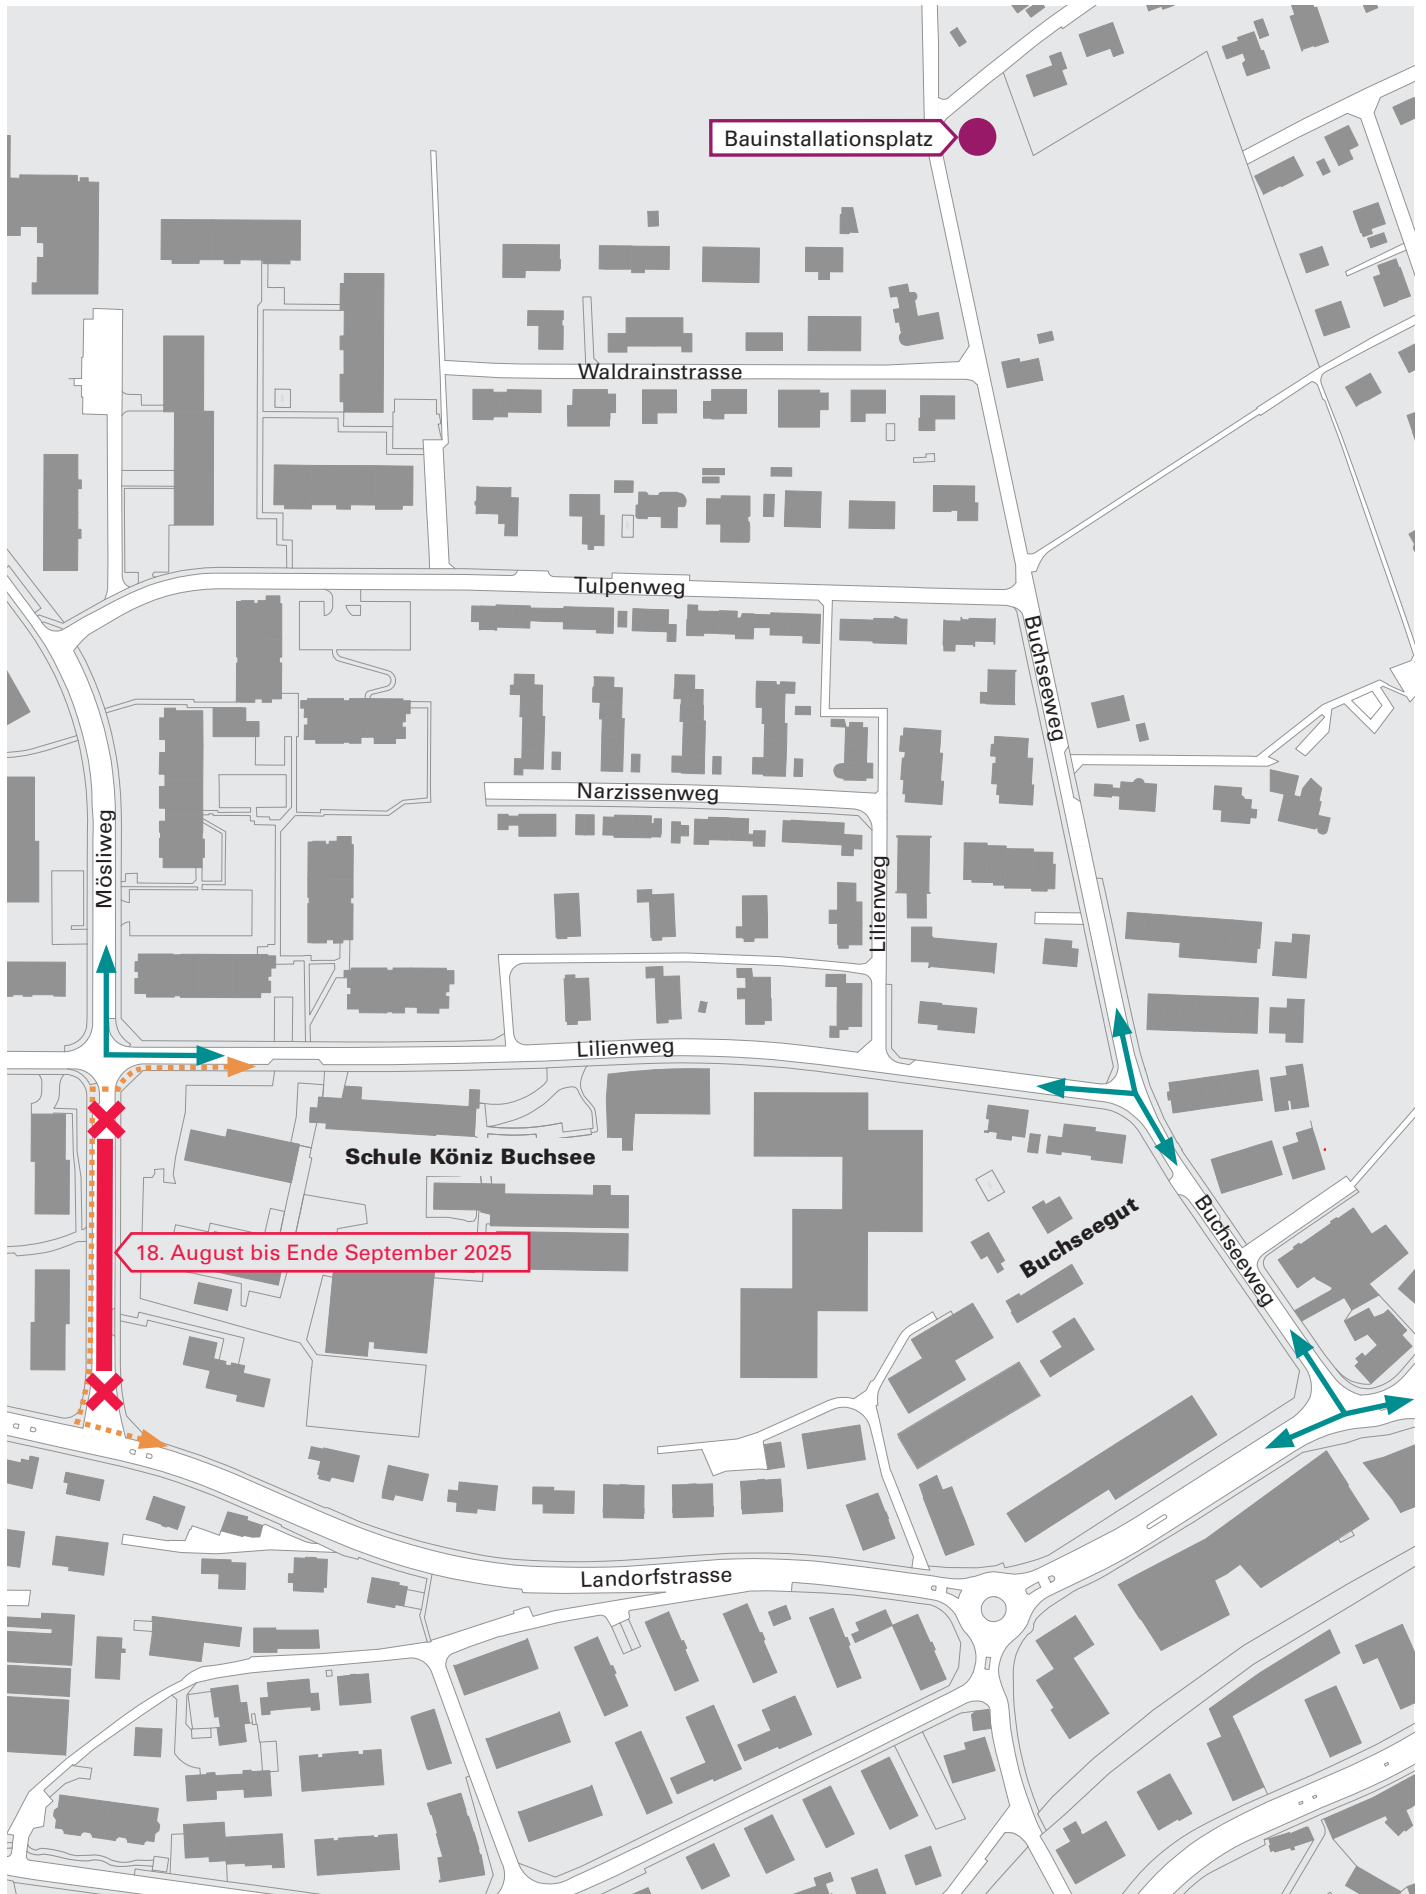 Bauinstallationsplatz
Waldrainstrasse
Tulpenweg
Buchseeweg
Narzissenweg
Mösliweg
Lilienweg
Lilienweg
Schule Köniz Buchsee
Buchseegut
Buchseeweg
18. August bis Ende September 2025
Landorfstrasse